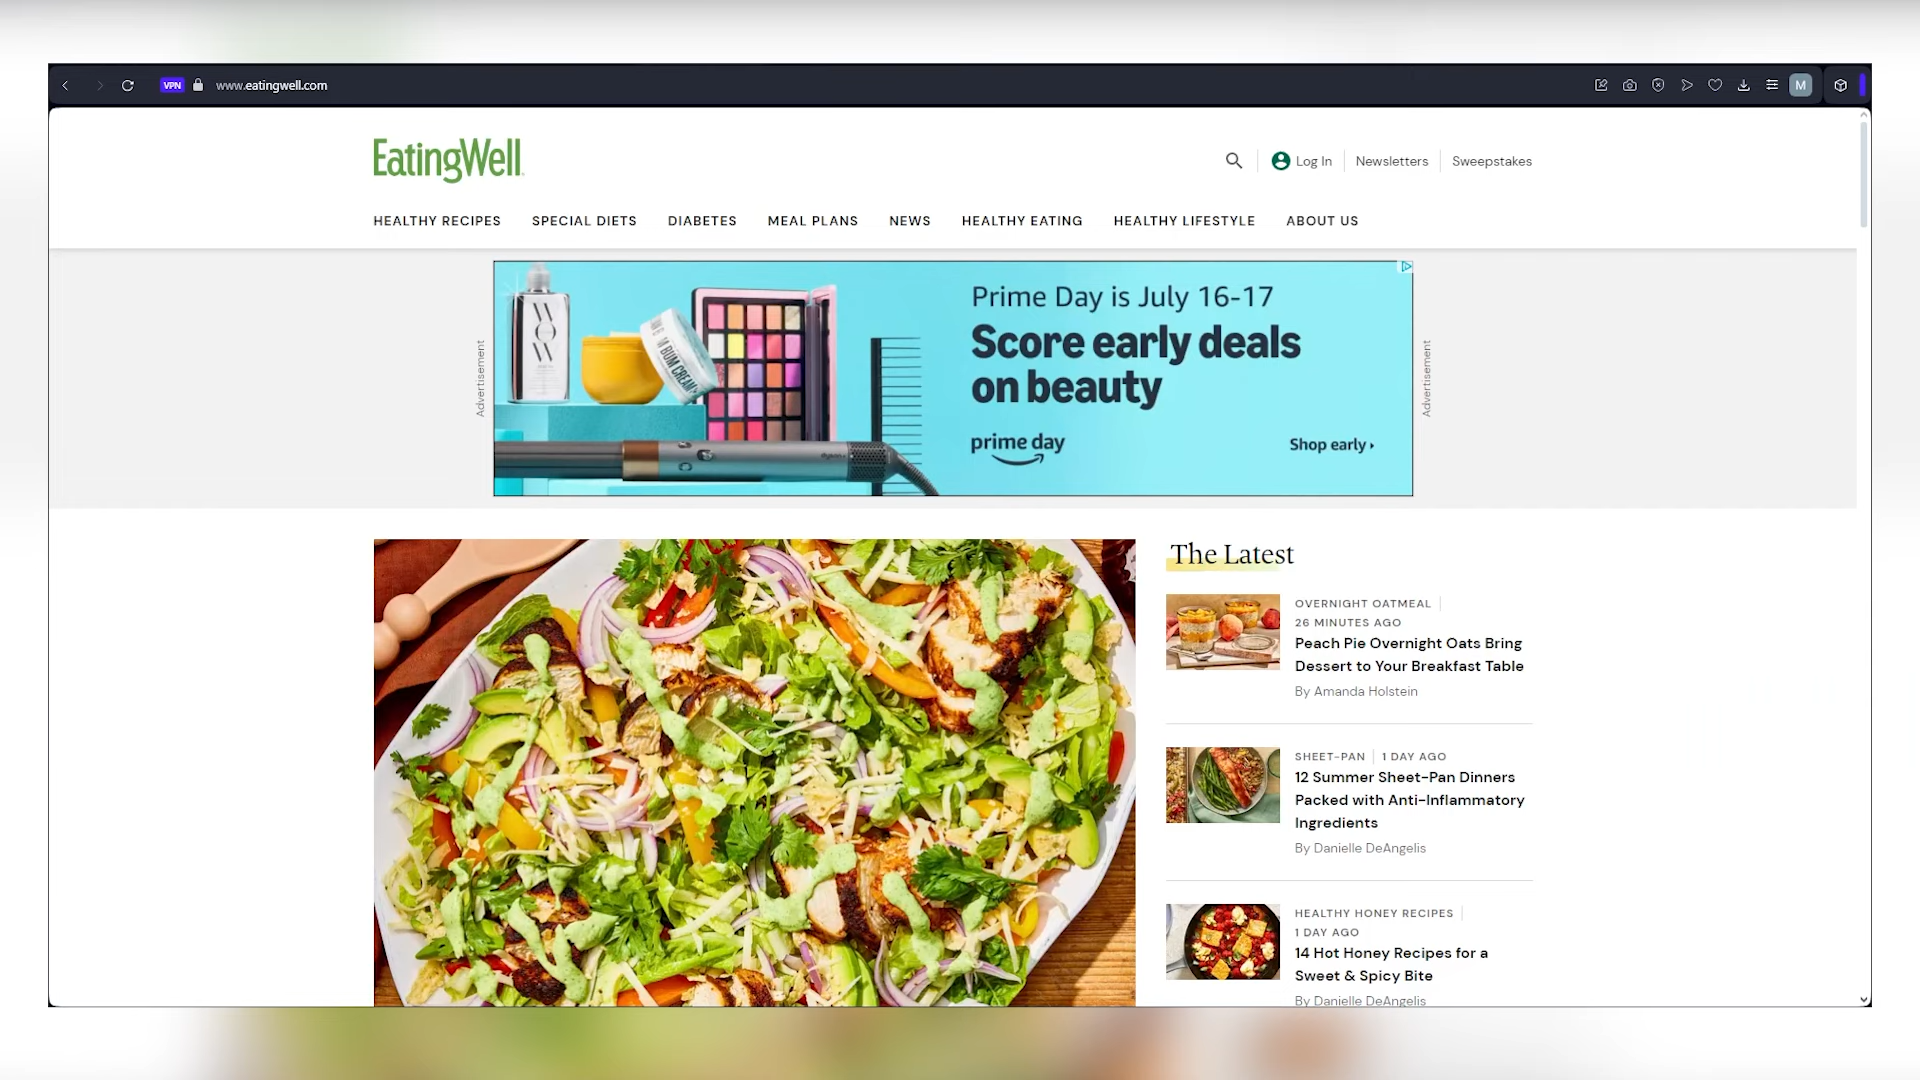 VPN www.eatingwell.com
M
EatingWell
Log In
Newsletters
Sweepstakes
HEALTHY RECIPES
SPECIAL DIETS
DIABETES
MEAL PLANS
NEWS
HEALTHY EATING
HEALTHY LIFESTYLE
ABOUT US
Advertisement
WOW
BUM CREAM
Prime Day is July 16-17
Score early deals
on beauty
prime day
Shop early
Advertisement
The Latest
OVERNIGHT OATMEAL
26 MINUTES AGO
Peach Pie Overnight Oats Bring
Dessert to Your Breakfast Table
By Amanda Holstein
SHEET-PAN
1 DAY AGO
12 Summer Sheet-Pan Dinners
Packed with Anti-Inflammatory
Ingredients
By Danielle DeAngelis
HEALTHY HONEY RECIPES
1 DAY AGO
14 Hot Honey Recipes for a
Sweet & Spicy Bite
By Danielle DeAngelis